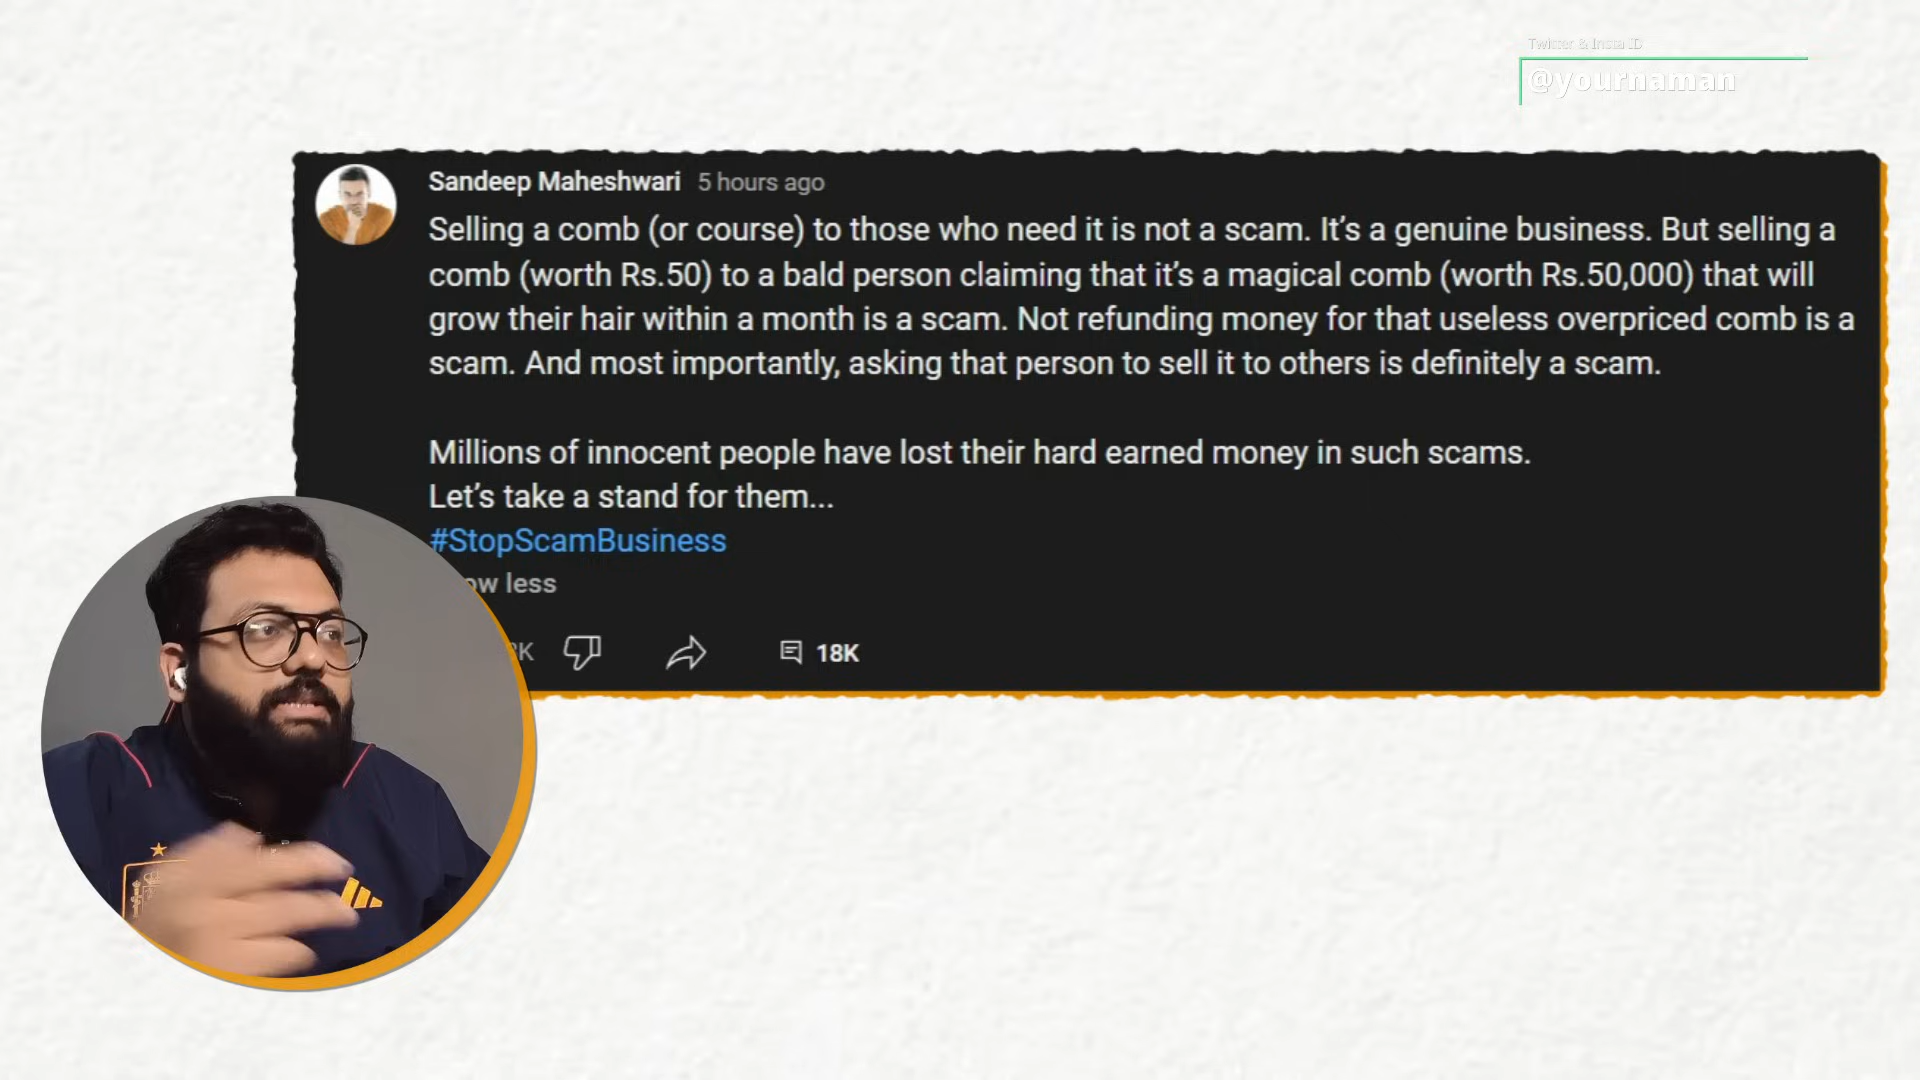 Twitter & Insta ID
@yournaman
Sandeep Maheshwari 5 hours ago
Selling a comb (or course) to those who need it is not a scam. It’s a genuine business. But selling a
comb (worth Rs.50) to a bald person claiming that it’s a magical comb (worth Rs.50,000) that will
grow their hair within a month is a scam. Not refunding money for that useless overpriced comb is a
scam. And most importantly, asking that person to sell it to others is definitely a scam.
Millions of innocent people have lost their hard earned money in such scams.
Let’s take a stand for them...
#StopScamBusiness
less
18K